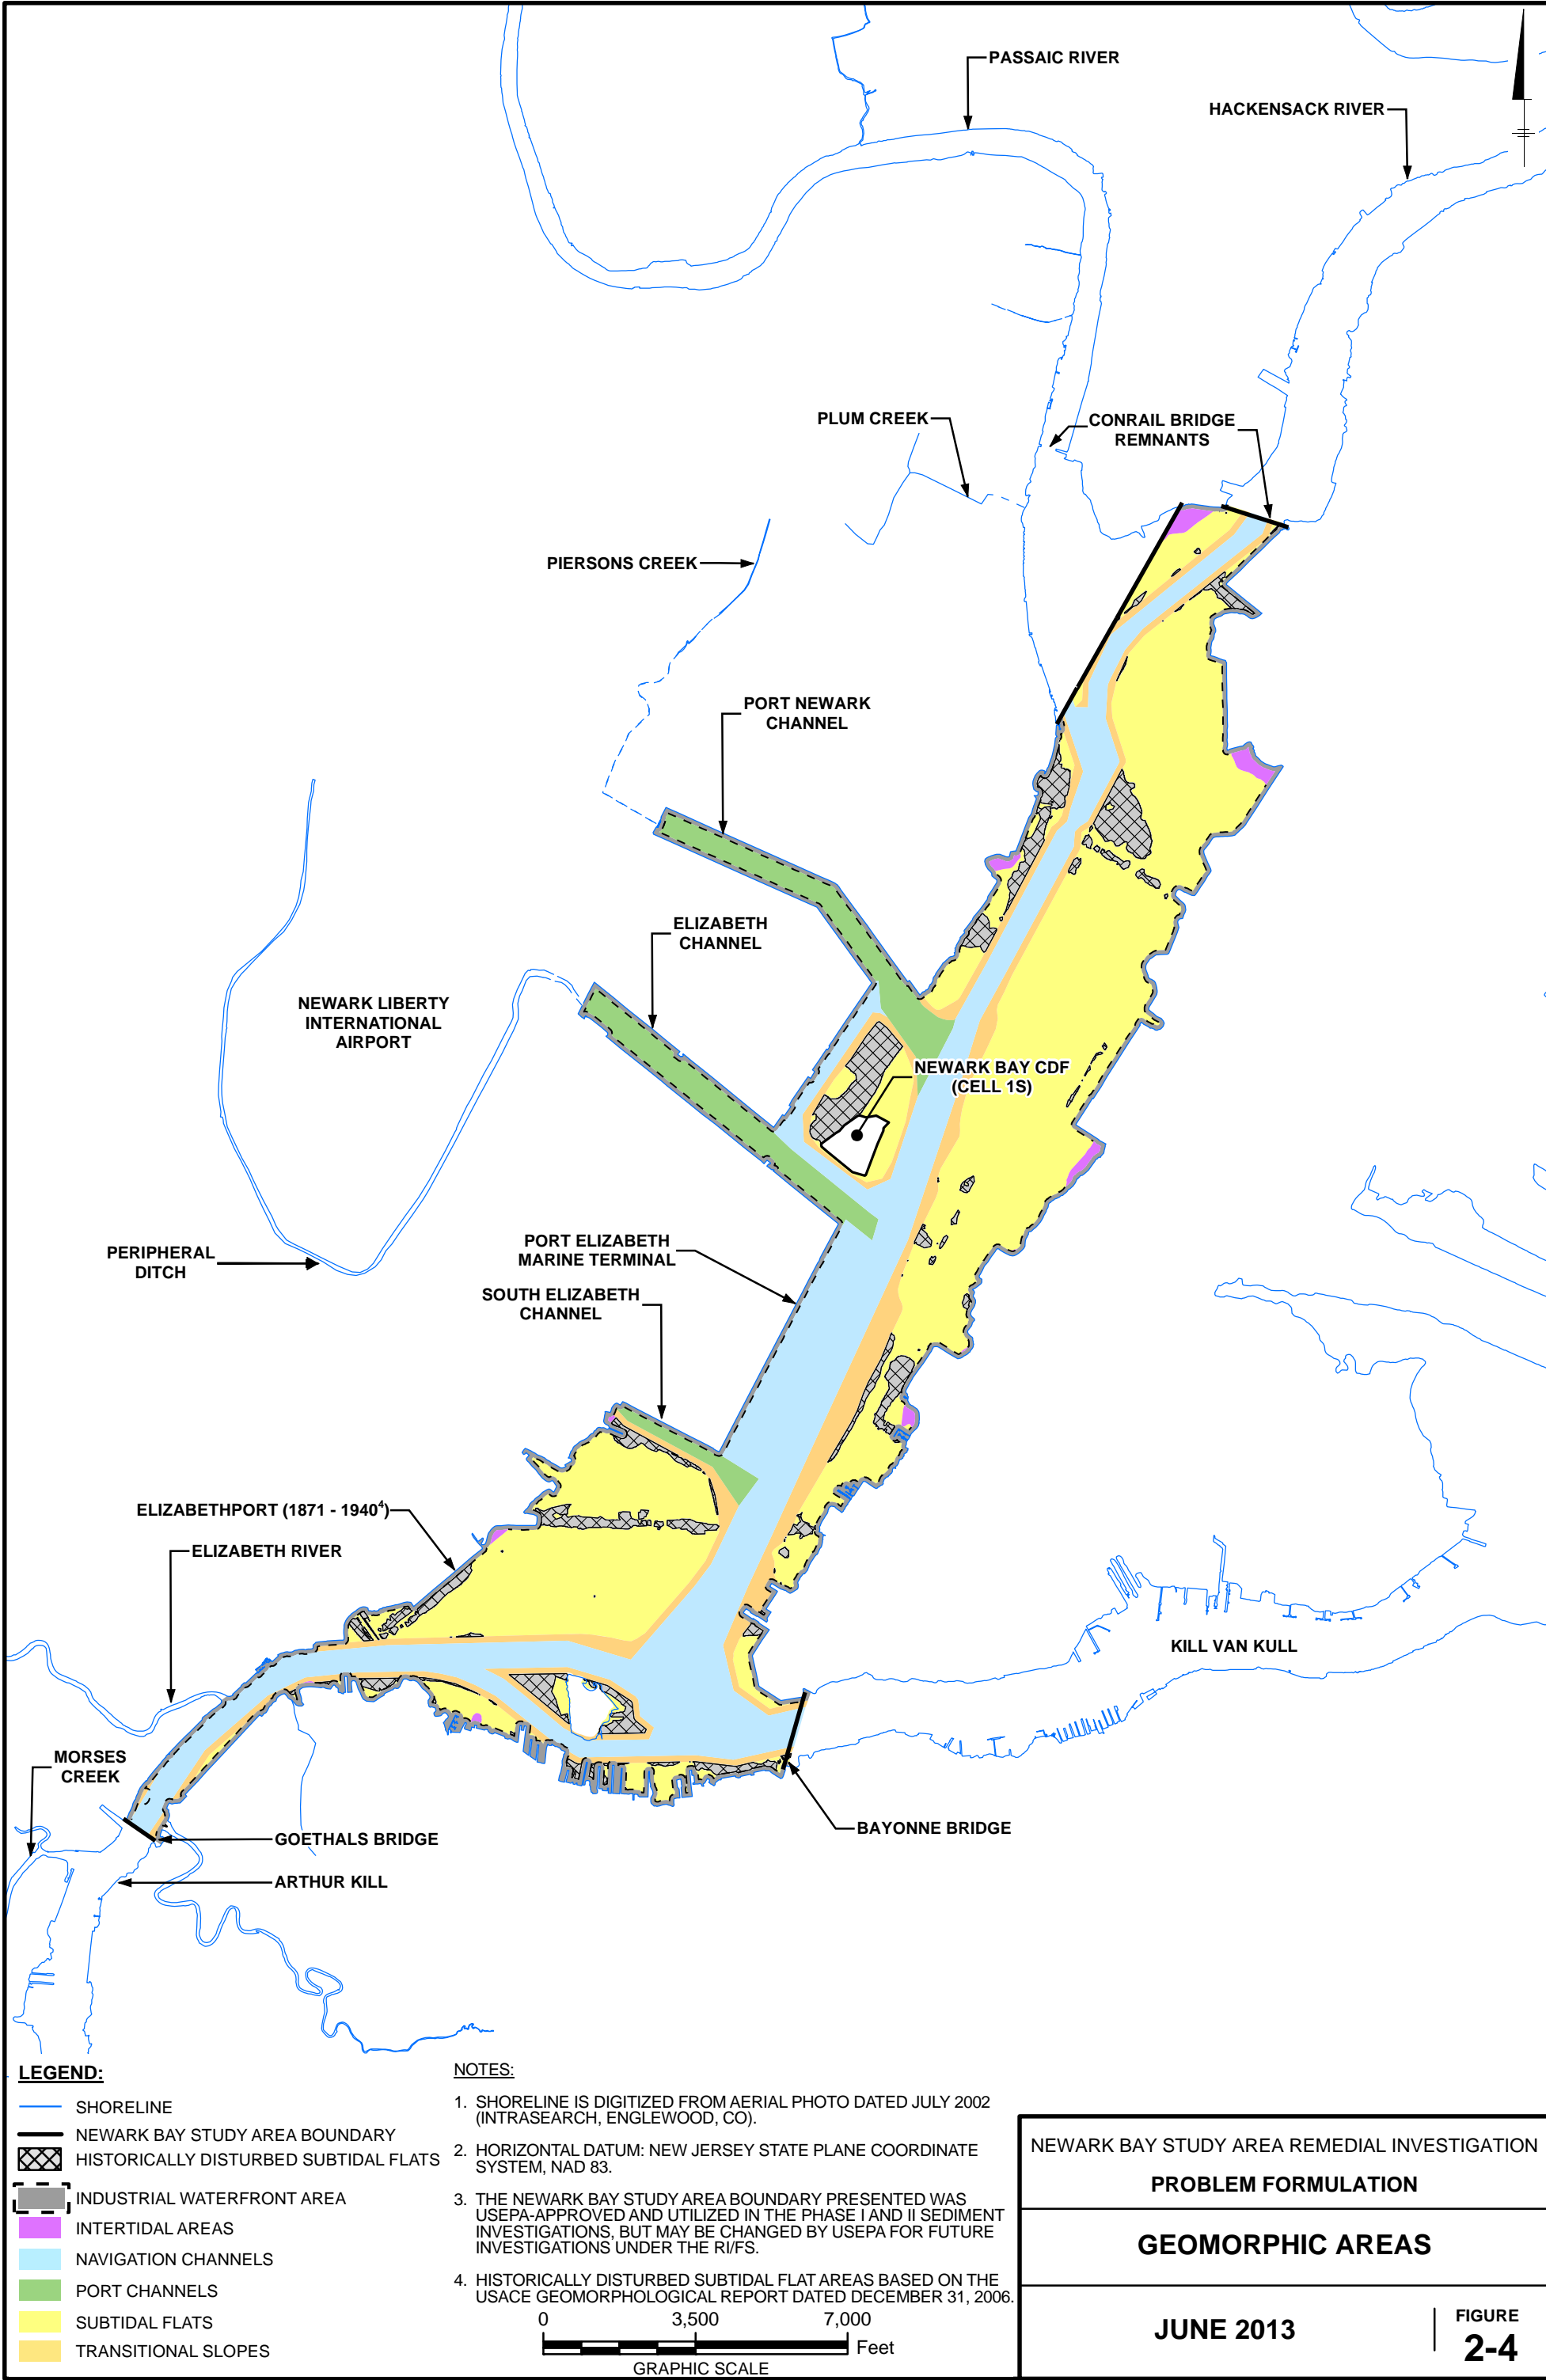 PASSAIC RIVER
HACKENSACK RIVER
PLUM CREEK
CONRAIL BRIDGE
REMNANTS
PIERSONS CREEK
PORT NEWARK
CHANNEL
ELIZABETH
CHANNEL
NEWARK LIBERTY
INTERNATIONAL
AIRPORT
NEWARK BAY CDF
(CELL 1S)
PERIPHERAL
DITCH
PORT ELIZABETH
MARINE TERMINAL
SOUTH ELIZABETH
CHANNEL
ELIZABETHPORT (1871 - 1940⁴)
ELIZABETH RIVER
KILL VAN KULL
MORSES
CREEK
GOETHALS BRIDGE
BAYONNE BRIDGE
ARTHUR KILL
LEGEND:
SHORELINE
NEWARK BAY STUDY AREA BOUNDARY
HISTORICALLY DISTURBED SUBTIDAL FLATS
INDUSTRIAL WATERFRONT AREA
INTERTIDAL AREAS
NAVIGATION CHANNELS
PORT CHANNELS
SUBTIDAL FLATS
TRANSITIONAL SLOPES
NOTES:
1. SHORELINE IS DIGITIZED FROM AERIAL PHOTO DATED JULY 2002
(INTRASEARCH, ENGLEWOOD, CO).
2. HORIZONTAL DATUM: NEW JERSEY STATE PLANE COORDINATE
SYSTEM, NAD 83.
3. THE NEWARK BAY STUDY AREA BOUNDARY PRESENTED WAS
USEPA-APPROVED AND UTILIZED IN THE PHASE I AND II SEDIMENT
INVESTIGATIONS, BUT MAY BE CHANGED BY USEPA FOR FUTURE
INVESTIGATIONS UNDER THE RI/FS.
4. HISTORICALLY DISTURBED SUBTIDAL FLAT AREAS BASED ON THE
USACE GEOMORPHOLOGICAL REPORT DATED DECEMBER 31, 2006.
0 3,500 7,000
Feet
GRAPHIC SCALE
NEWARK BAY STUDY AREA REMEDIAL INVESTIGATION
PROBLEM FORMULATION
GEOMORPHIC AREAS
JUNE 2013
FIGURE
2-4